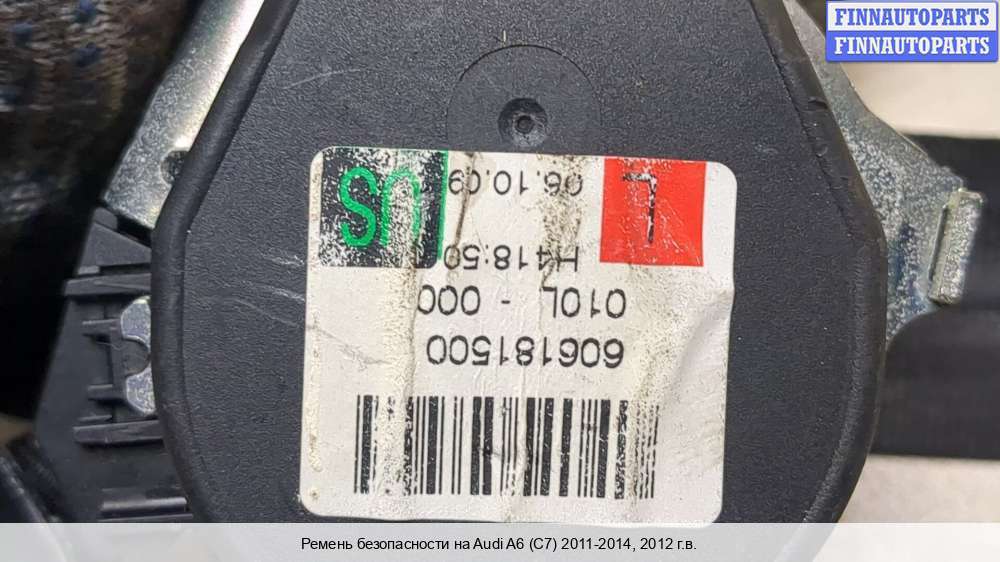 FINNAUTOPARTS
FINNAUTOPARTS
606181500
010L - 000
H418:50
06.10.09
L
US
Ремень безопасности на Audi A6 (C7) 2011-2014, 2012 г.в.